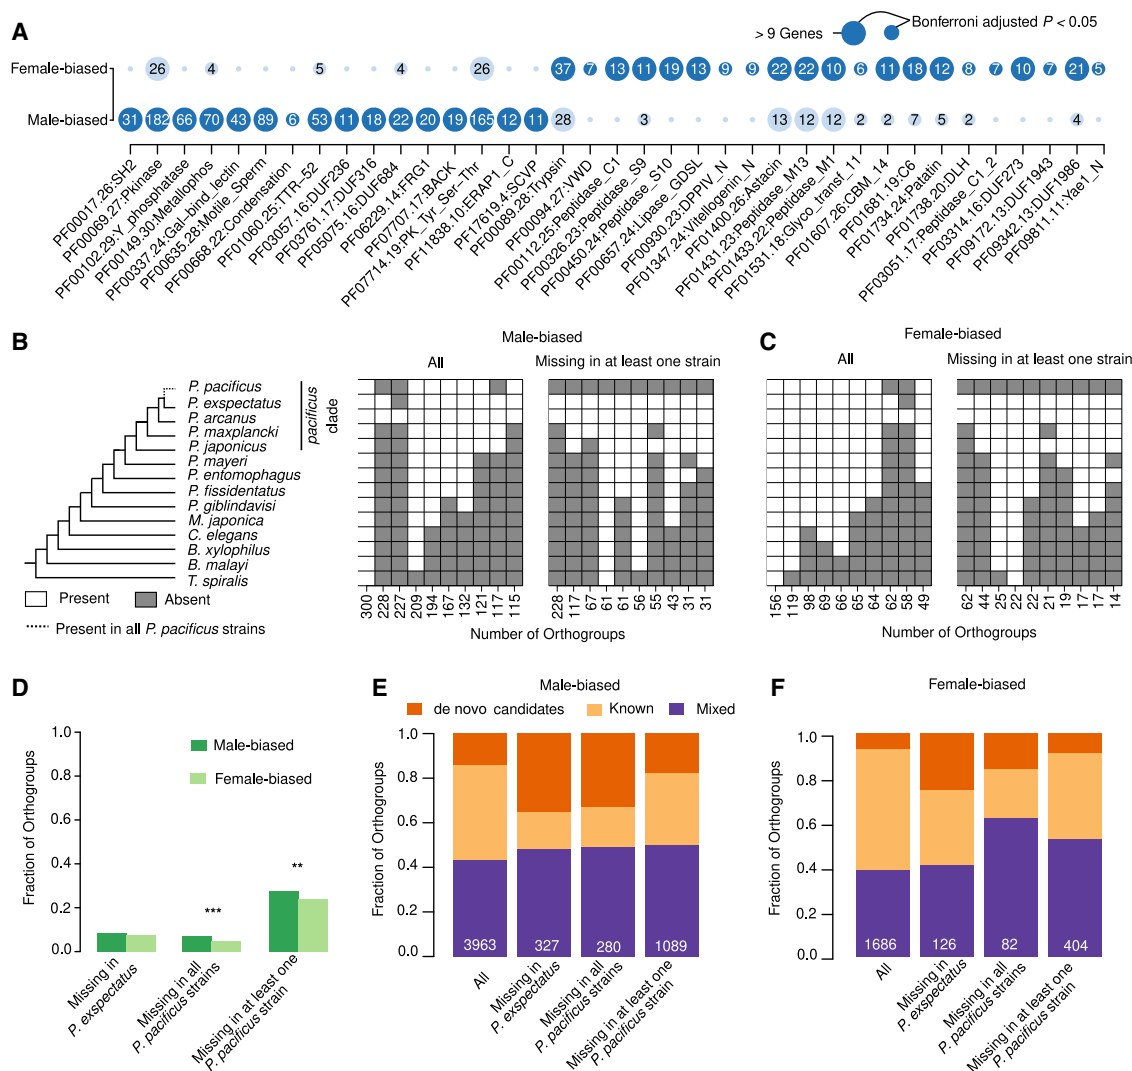 A
> 9 Genes
Bonferroni adjusted P < 0.05
Female-biased
26 4 5 4 26 37 7 13 11 19 13 9 9 22 22 10 6 11 18 12 8 7 10 7 21 5
Male-biased
31 182 66 70 43 89 6 53 11 18 22 20 19 165 12 11 28 3 13 12 12 2 2 7 5 2 4
PF00017.26:SH2
PF00069.27:Pkinase
PF00102.29:Y_phosphatase
PF00149.30:Metallophos
PF00337.24:Gal-bind_lectin
PF00635.28:Motile_Sperm
PF00668.22:Condensation
PF01060.25:TTR-52
PF03057.16:DUF236
PF03761.17:DUF316
PF05075.16:DUF684
PF06229.14:FRG1
PF07707.17:BACK
PF07714.19:PK_Tyr_Ser-Thr
PF11838.10:ERAP1_C
PF17619.4:SCVP
PF00089.28:Trypsin
PF00094.27:VWD
PF00112.25:Peptidase_C1
PF00326.23:Peptidase_S9
PF00450.24:Peptidase_S10
PF00657.24:Lipase_GDSL
PF00930.23:DPPIV_N
PF01347.24:Vitellogenin_N
PF01400.26:Astacin
PF01431.23:Peptidase_M13
PF01433.22:Peptidase_M1
PF01531.18:Glyco_transf_11
PF01607.26:CBM_14
PF01681.19:C6
PF01734.24:Patatin
PF01738.20:DLH
PF03051.17:Peptidase_C1_2
PF03314.16:DUF273
PF09172.13:DUF1943
PF09342.13:DUF1986
PF09811.11:Yae1_N
B
Male-biased
All
Missing in at least one strain
P. pacificus
P. exspectatus
P. arcanus
P. maxplancki
P. japonicus
P. mayeri
P. entomophagus
P. fissidentatus
P. giblindavisi
M. japonica
C. elegans
B. xylophilus
B. malayi
T. spiralis
pacificus
clade
Present
Absent
Present in all P. pacificus strains
300 228 227 209 194 167 132 121 117 115
228 117 67 61 61 56 55 43 31 31
Number of Orthogroups
C
Female-biased
All
Missing in at least one strain
156 119 98 69 66 65 64 62 58 49
62 44 25 22 22 21 19 17 17 14
Number of Orthogroups
D
Male-biased
Female-biased
Fraction of Orthogroups
1.0
0.8
0.6
0.4
0.2
0.0
***
**
Missing in
P. exspectatus
Missing in all
P. pacificus strains
Missing in at least one
P. pacificus strain
E
Male-biased
de novo candidates
Known
Mixed
Fraction of Orthogroups
1.0
0.8
0.6
0.4
0.2
0.0
3963 327 280 1089
All
Missing in
P. exspectatus
Missing in all
P. pacificus strains
Missing in at least one
P. pacificus strain
F
Female-biased
Fraction of Orthogroups
1.0
0.8
0.6
0.4
0.2
0.0
1686 126 82 404
All
Missing in
P. exspectatus
Missing in all
P. pacificus strains
Missing in at least one
P. pacificus strain